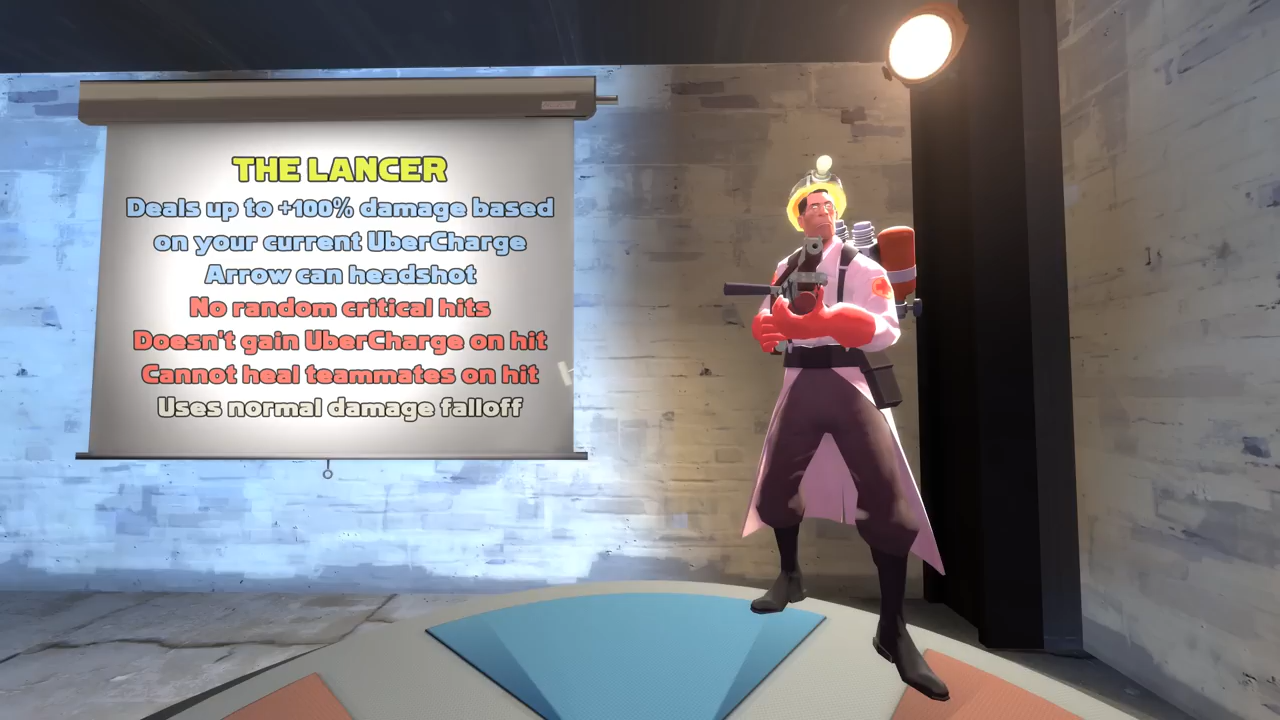 THE LANCER
Deals up to +100% damage based
on your current UberCharge
Arrow can headshot
No random critical hits
Doesn't gain UberCharge on hit
Cannot heal teammates on hit
Uses normal damage falloff